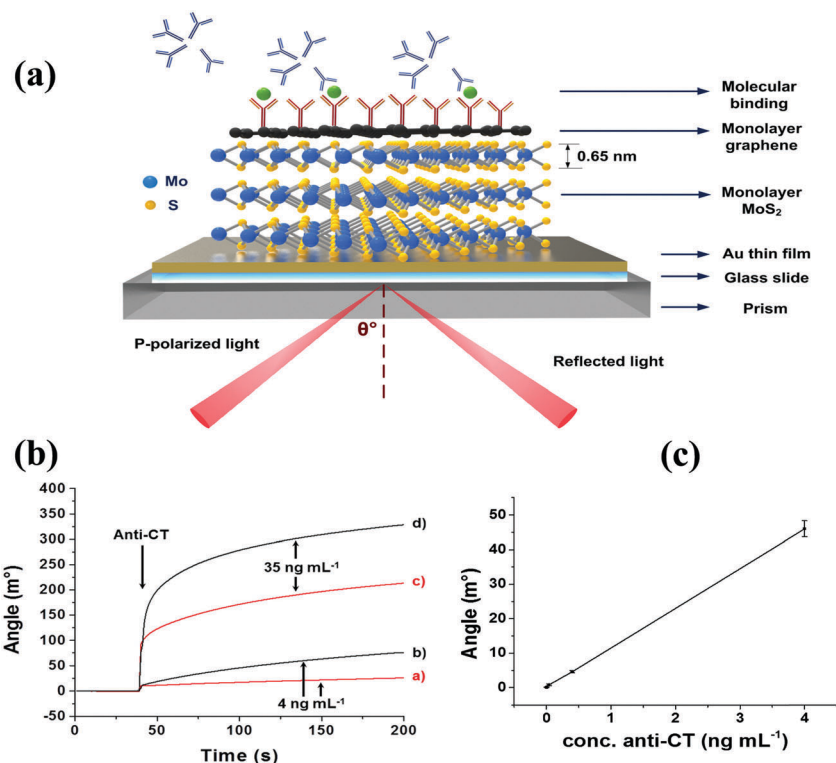 (a)
Mo
S
0.65 nm
Molecular
binding
Monolayer
graphene
Monolayer
MoS₂
Au thin film
Glass slide
Prism
θ°
P-polarized light
Reflected light
(b)
400
350
300
250
200
150
100
50
0
-50
Angle (m°)
Anti-CT
35 ng mL⁻¹
4 ng mL⁻¹
d)
c)
b)
a)
0
50
100
150
200
Time (s)
(c)
50
40
30
20
10
0
Angle (m°)
0
1
2
3
4
conc. anti-CT (ng mL⁻¹)